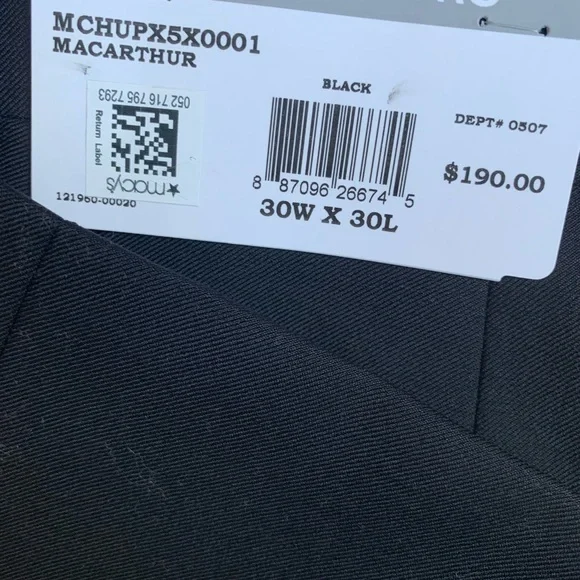 MCHUPX5X0001
MACARTHUR
BLACK
DEPT# 0507
052 716 795 7293
Return Label
macy's
8 87096 26674 5
$190.00
30W X 30L
121960-00020